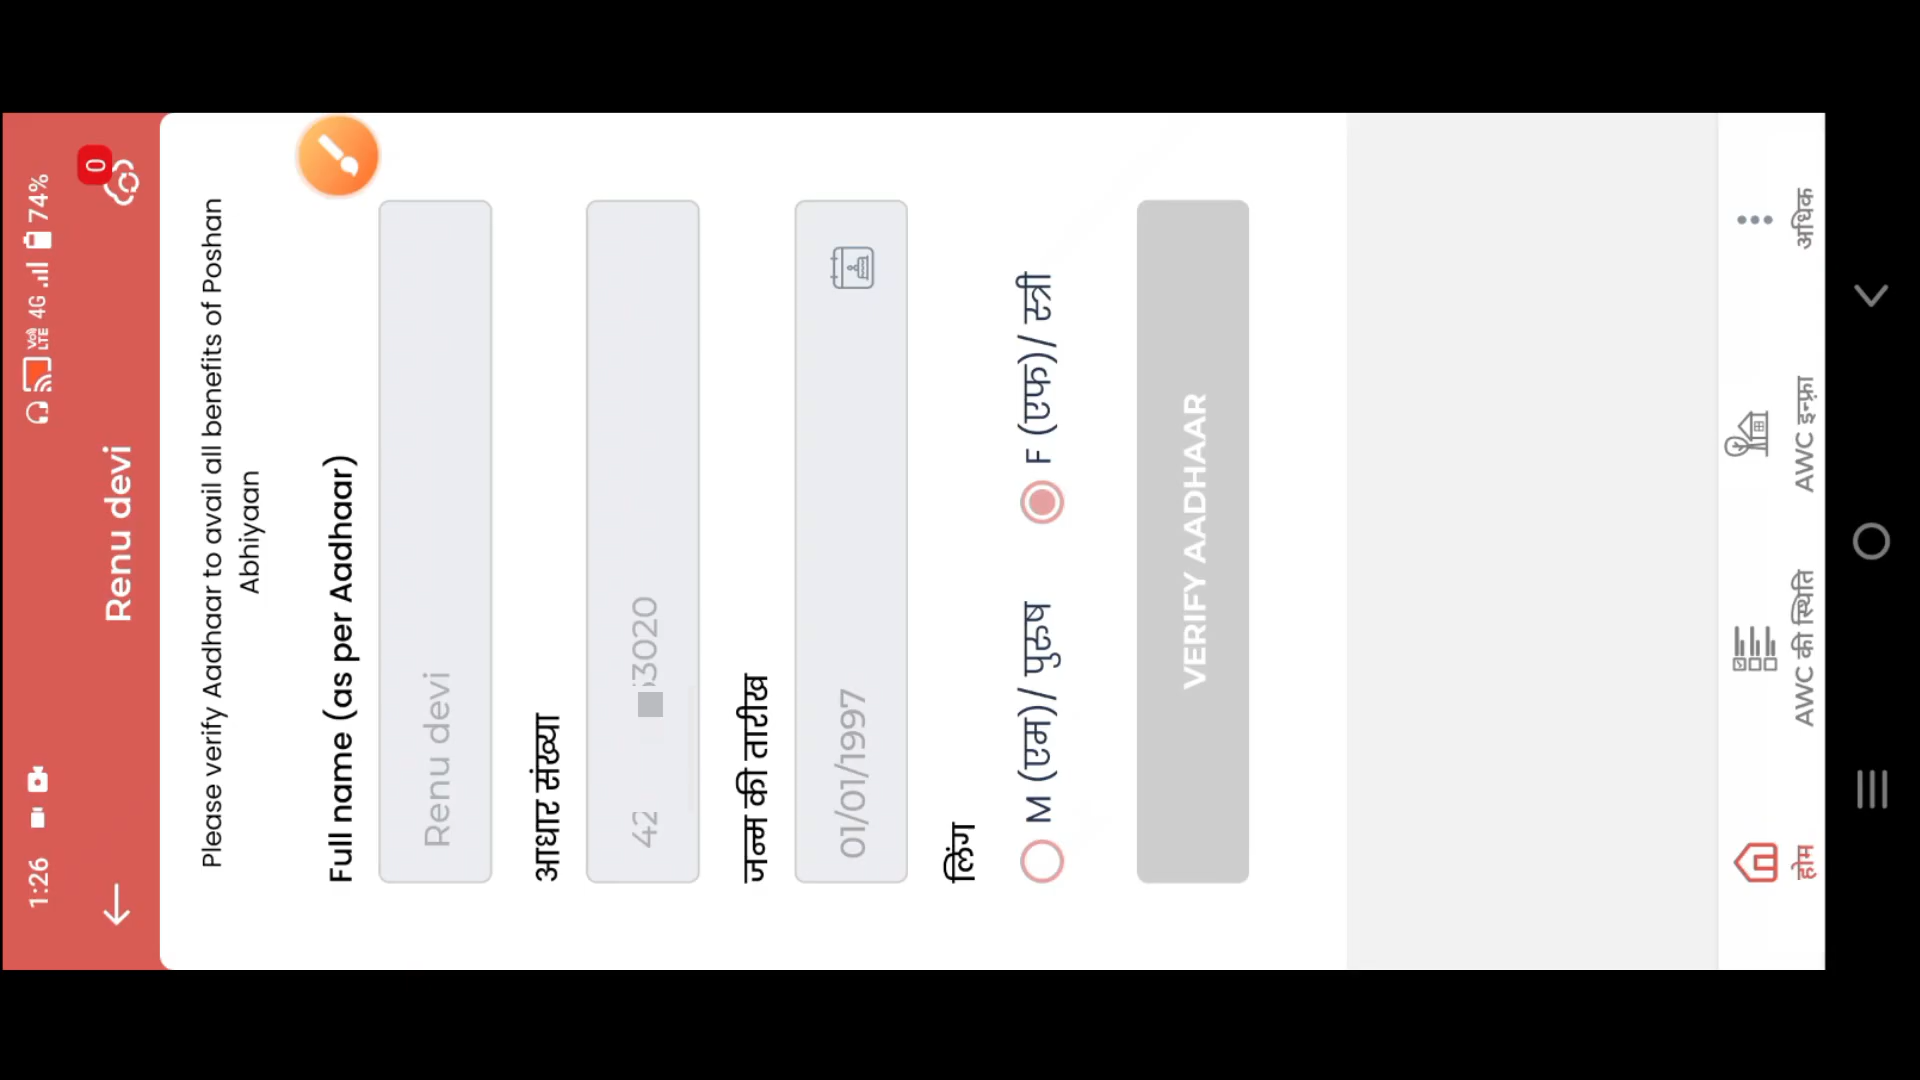 1:26
VoLTE 4G 74%
Renu devi
0
Please verify Aadhaar to avail all benefits of Poshan
Abhiyaan
Full name (as per Aadhaar)
Renu devi
आधार संख्या
42 3020
जन्म की तारीख
01/01/1997
लिंग
M (एम)/ पुरुष
F (एफ)/ स्त्री
VERIFY AADHAAR
होम
AWC की स्थिति
AWC इन्फ्रा
अधिक